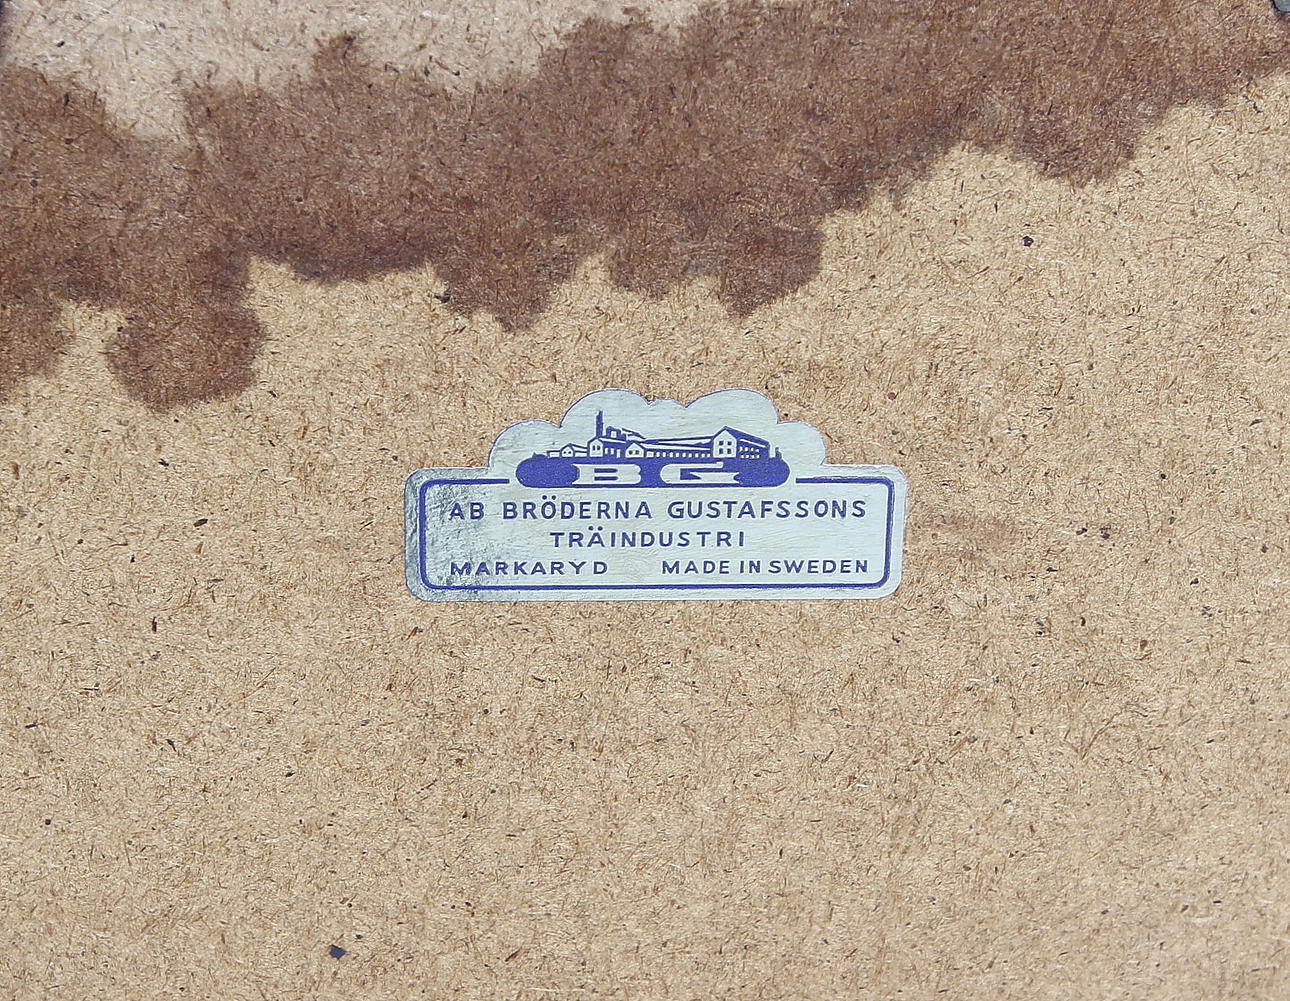 BG
AB BRÖDERNA GUSTAFSSONS
TRÄINDUSTRI
MARKARYD MADE IN SWEDEN